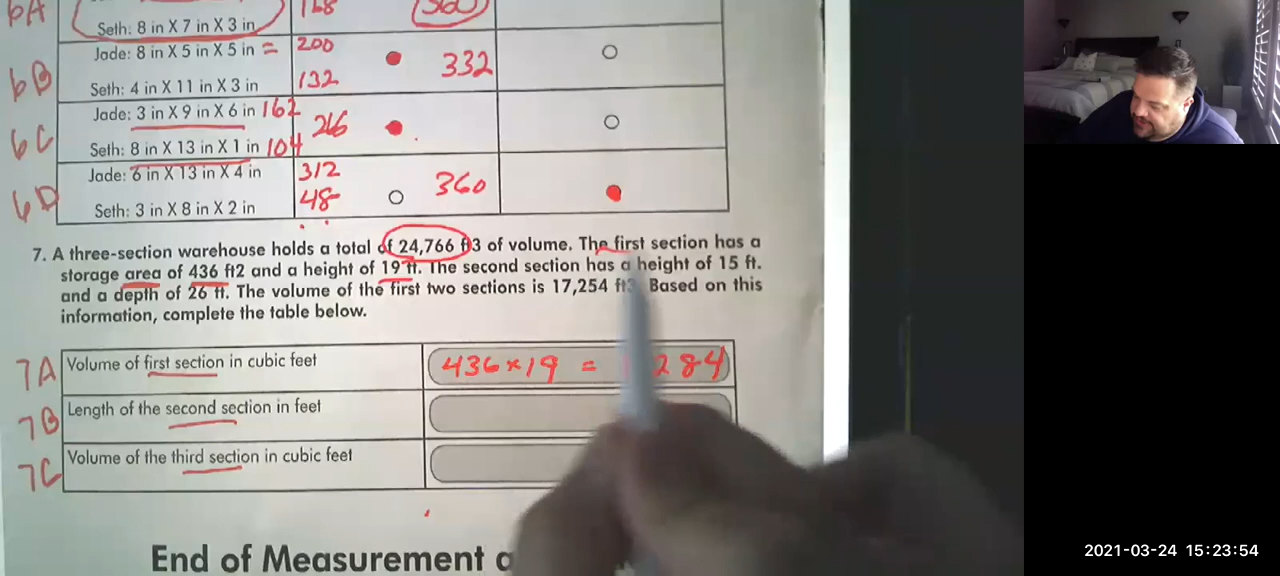 6A
168
360
Seth: 8 in X 7 in X 3 in
6B
Jade: 8 in X 5 in X 5 in = 200
332
Seth: 4 in X 11 in X 3 in 132
6C
Jade: 3 in X 9 in X 6 in 162
266
Seth: 8 in X 13 in X 1 in 104
6D
Jade: 6 in X 13 in X 4 in 312
360
Seth: 3 in X 8 in X 2 in 48
7. A three-section warehouse holds a total of 24,766 ft3 of volume. The first section has a
storage area of 436 ft2 and a height of 19 ft. The second section has a height of 15 ft.
and a depth of 26 ft. The volume of the first two sections is 17,254 ft3. Based on this
information, complete the table below.
7A
Volume of first section in cubic feet
436 x 19 = 284
7B
Length of the second section in feet
7C
Volume of the third section in cubic feet
End of Measurement
2021-03-24 15:23:54